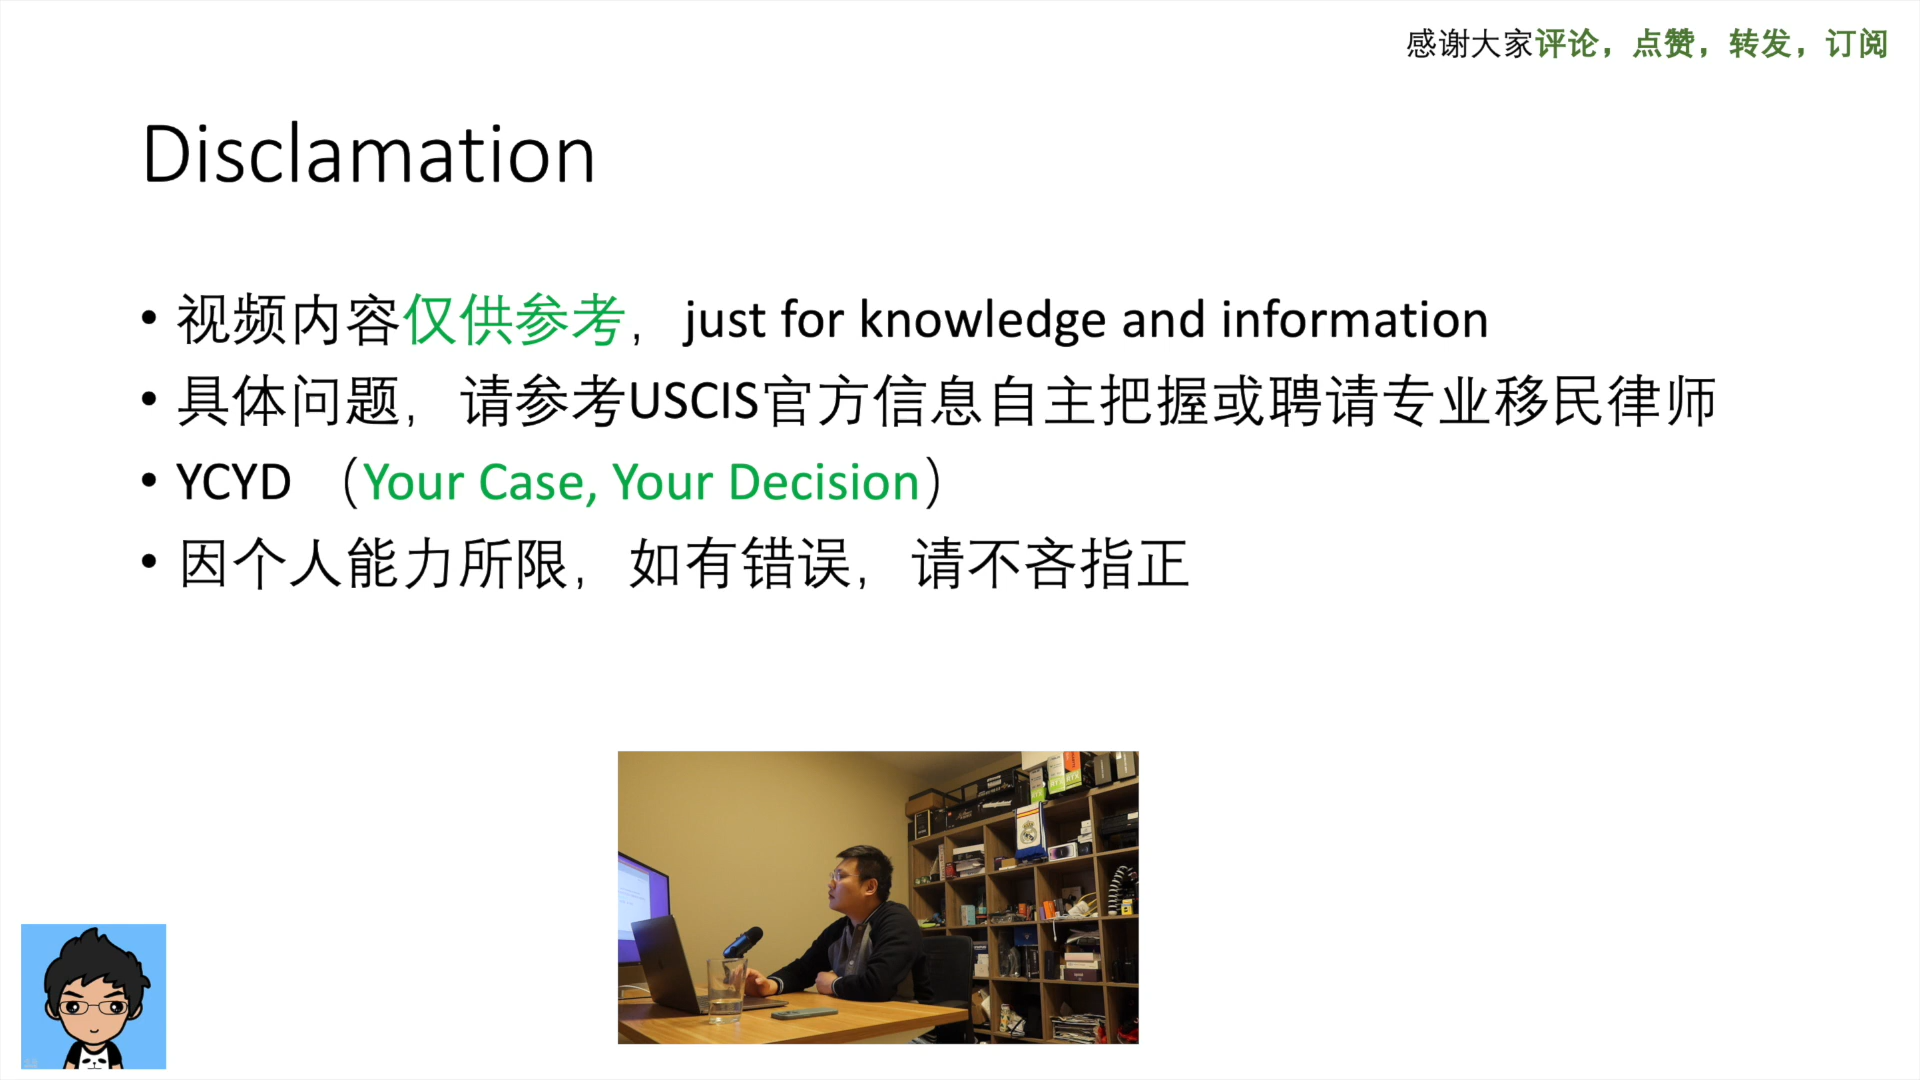 感谢大家评论，点赞，转发，订阅
Disclamation
• 视频内容仅供参考，just for knowledge and information
• 具体问题，请参考USCIS官方信息自主把握或聘请专业移民律师
• YCYD （Your Case, Your Decision）
• 因个人能力所限，如有错误，请不吝指正